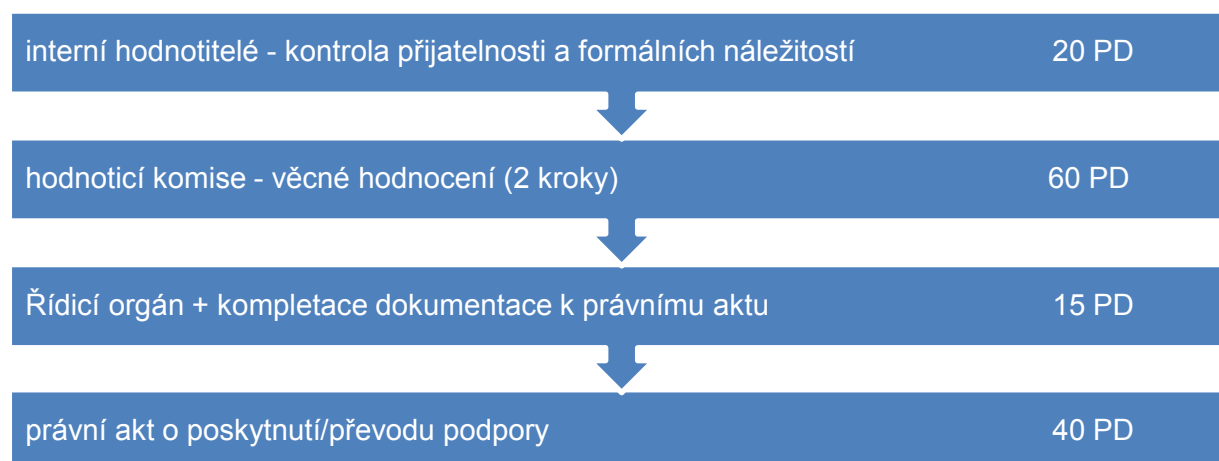 interní hodnotitelé - kontrola přijatelnosti a formálních náležitostí 20 PD
hodnoticí komise - věcné hodnocení (2 kroky) 60 PD
Řídicí orgán + kompletace dokumentace k právnímu aktu 15 PD
právní akt o poskytnutí/převodu podpory 40 PD